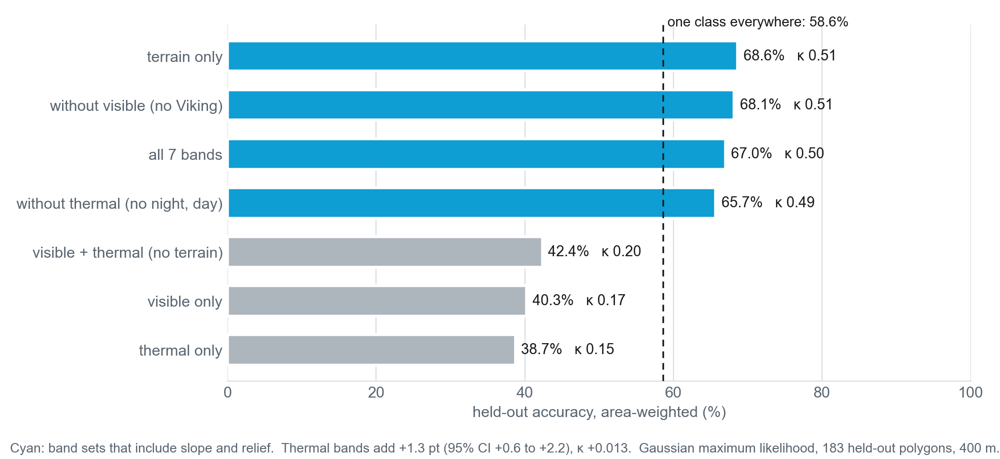 one class everywhere: 58.6%
terrain only 68.6% κ 0.51
without visible (no Viking) 68.1% κ 0.51
all 7 bands 67.0% κ 0.50
without thermal (no night, day) 65.7% κ 0.49
visible + thermal (no terrain) 42.4% κ 0.20
visible only 40.3% κ 0.17
thermal only 38.7% κ 0.15
0 20 40 60 80 100
held-out accuracy, area-weighted (%)
Cyan: band sets that include slope and relief. Thermal bands add +1.3 pt (95% CI +0.6 to +2.2), κ +0.013. Gaussian maximum likelihood, 183 held-out polygons, 400 m.